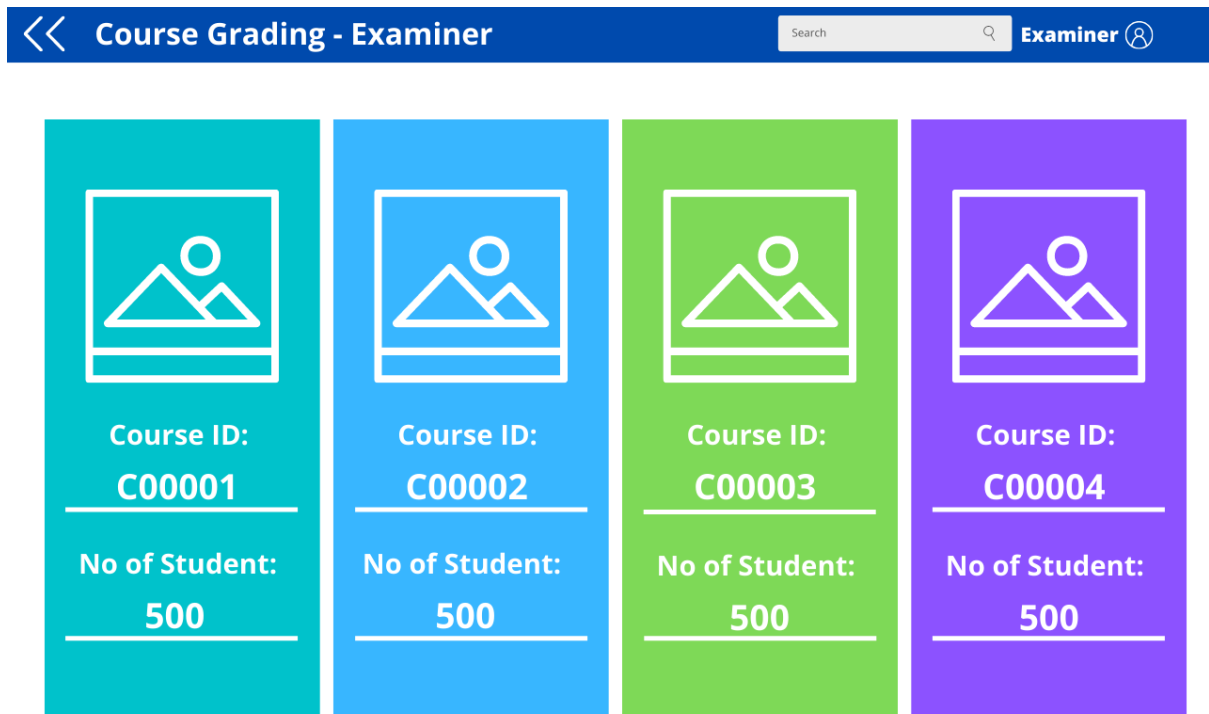 Course Grading - Examiner
Search
Examiner
Course ID:
C00001
No of Student:
500
Course ID:
C00002
No of Student:
500
Course ID:
C00003
No of Student:
500
Course ID:
C00004
No of Student:
500